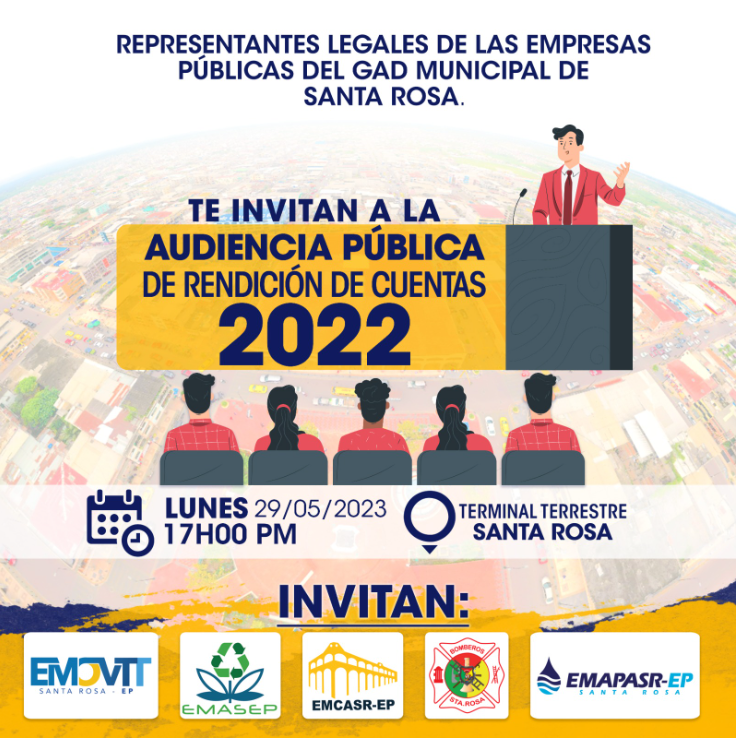 REPRESENTANTES LEGALES DE LAS EMPRESAS
PÚBLICAS DEL GAD MUNICIPAL DE
SANTA ROSA.
TE INVITAN A LA
AUDIENCIA PÚBLICA
DE RENDICIÓN DE CUENTAS
2022
LUNES 29/05/2023
17H00 PM
TERMINAL TERRESTRE
SANTA ROSA
INVITAN:
EMOVTT
SANTA ROSA - EP
EMASEP
EMCASR-EP
BOMBEROS
STA.ROSA
EMAPASR-EP
SANTA ROSA